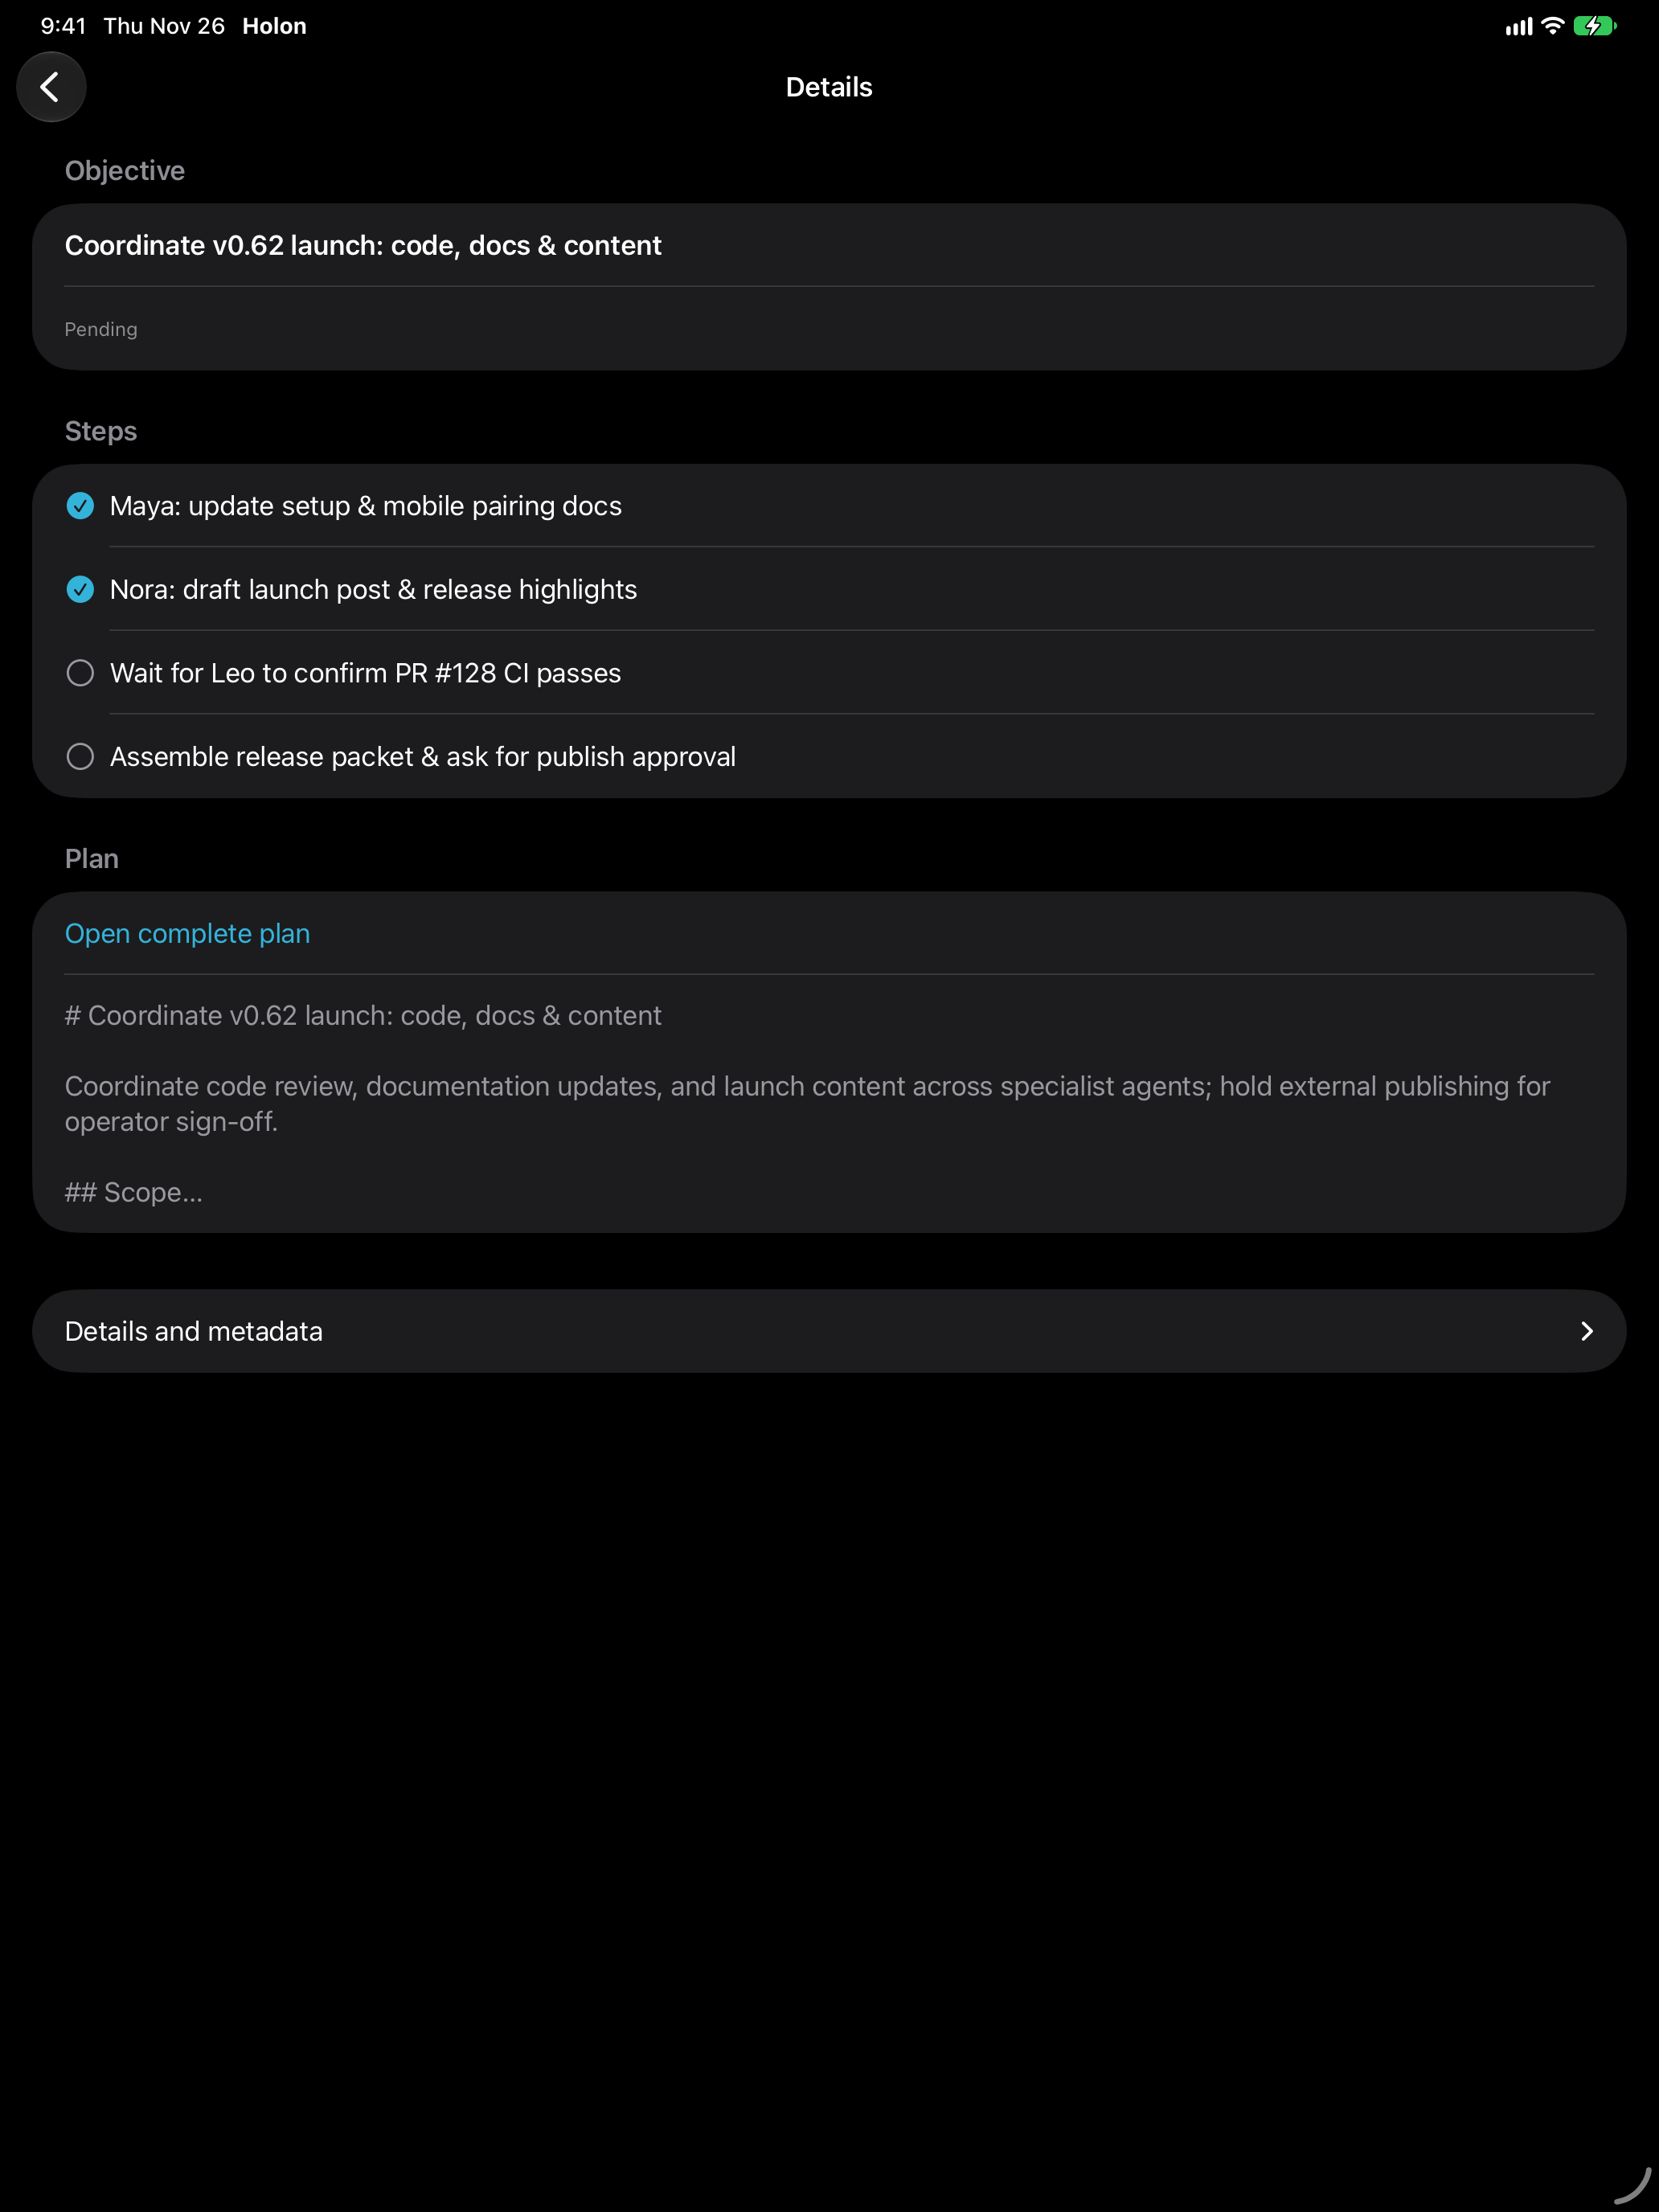 9:41 Thu Nov 26 Holon
Details
Objective
Coordinate v0.62 launch: code, docs & content
Pending
Steps
Maya: update setup & mobile pairing docs
Nora: draft launch post & release highlights
Wait for Leo to confirm PR #128 CI passes
Assemble release packet & ask for publish approval
Plan
Open complete plan
# Coordinate v0.62 launch: code, docs & content
Coordinate code review, documentation updates, and launch content across specialist agents; hold external publishing for
operator sign-off.
## Scope...
Details and metadata